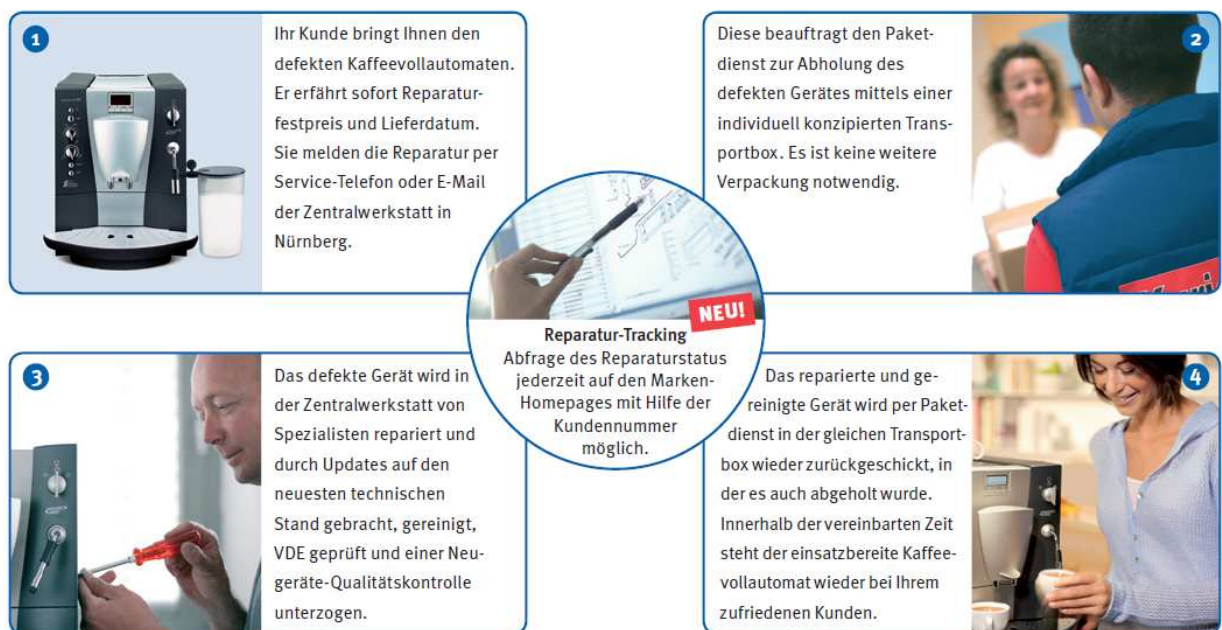 1
Ihr Kunde bringt Ihnen den
defekten Kaffeevollautomaten.
Er erfährt sofort Reparatur-
festpreis und Lieferdatum.
Sie melden die Reparatur per
Service-Telefon oder E-Mail
der Zentralwerkstatt in
Nürnberg.
2
Diese beauftragt den Paket-
dienst zur Abholung des
defekten Gerätes mittels einer
individuell konzipierten Trans-
portbox. Es ist keine weitere
Verpackung notwendig.
NEU!
Reparatur-Tracking
Abfrage des Reparaturstatus
jederzeit auf den Marken-
Homepages mit Hilfe der
Kundennummer
möglich.
3
Das defekte Gerät wird in
der Zentralwerkstatt von
Spezialisten repariert und
durch Updates auf den
neuesten technischen
Stand gebracht, gereinigt,
VDE geprüft und einer Neu-
geräte-Qualitätskontrolle
unterzogen.
4
Das reparierte und ge-
reinigte Gerät wird per Paket-
dienst in der gleichen Transport-
box wieder zurückgeschickt, in
der es auch abgeholt wurde.
Innerhalb der vereinbarten Zeit
steht der einsatzbereite Kaffee-
vollautomat wieder bei Ihrem
zufriedenen Kunden.